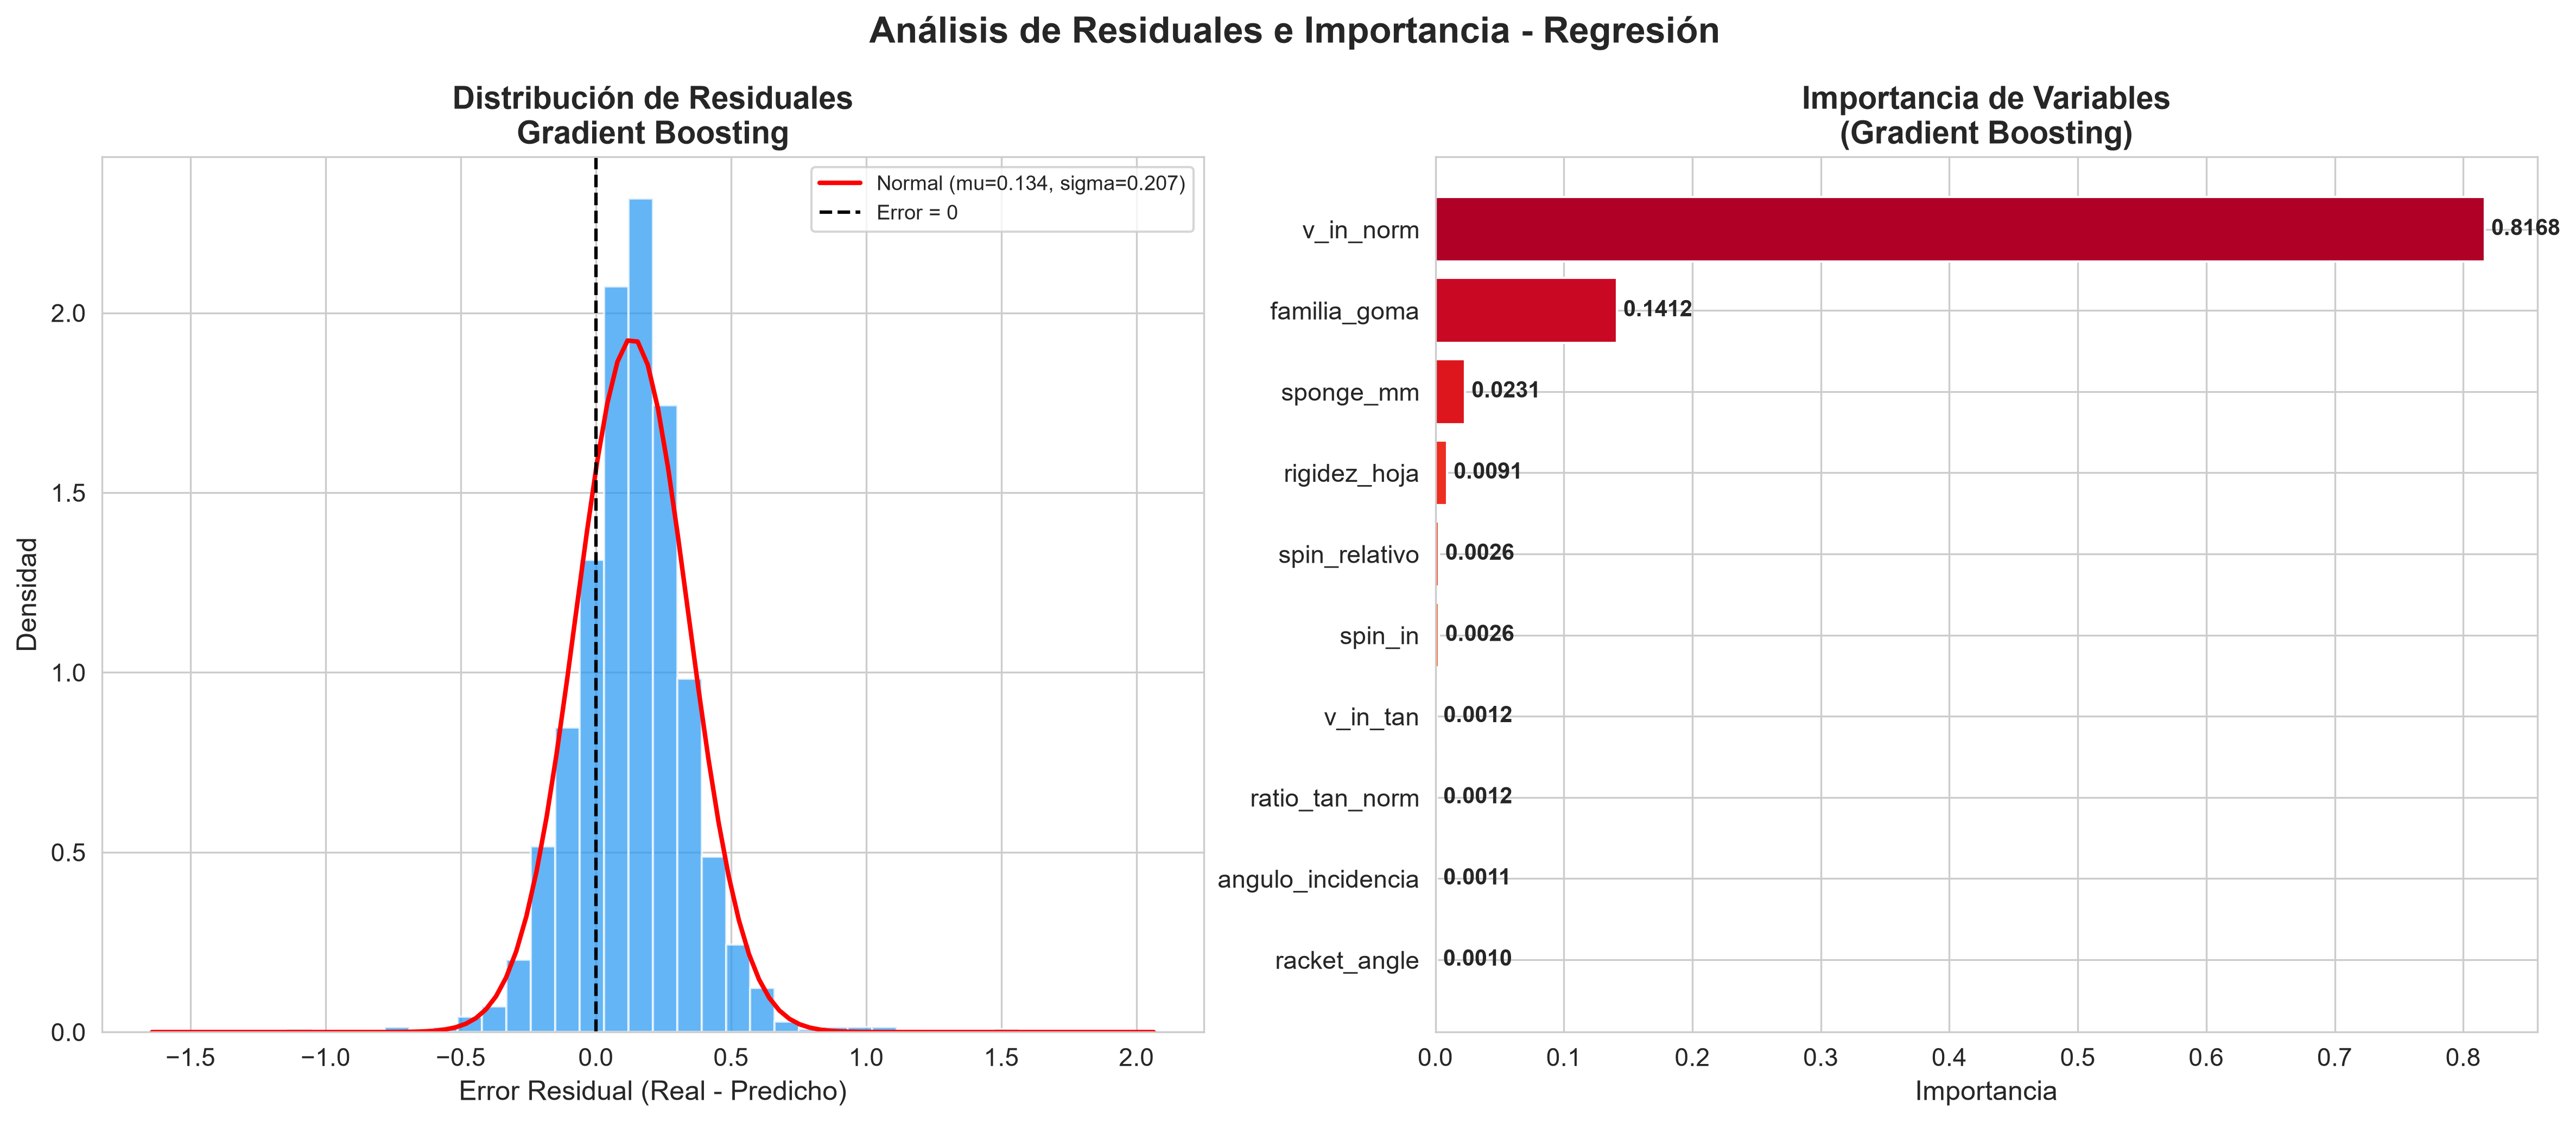 Análisis de Residuales e Importancia - Regresión
Distribución de Residuales
Gradient Boosting
Normal (mu=0.134, sigma=0.207)
Error = 0
Densidad
2.0
1.5
1.0
0.5
0.0
−1.5 −1.0 −0.5 0.0 0.5 1.0 1.5 2.0
Error Residual (Real - Predicho)
Importancia de Variables
(Gradient Boosting)
v_in_norm 0.8168
familia_goma 0.1412
sponge_mm 0.0231
rigidez_hoja 0.0091
spin_relativo 0.0026
spin_in 0.0026
v_in_tan 0.0012
ratio_tan_norm 0.0012
angulo_incidencia 0.0011
racket_angle 0.0010
0.0 0.1 0.2 0.3 0.4 0.5 0.6 0.7 0.8
Importancia